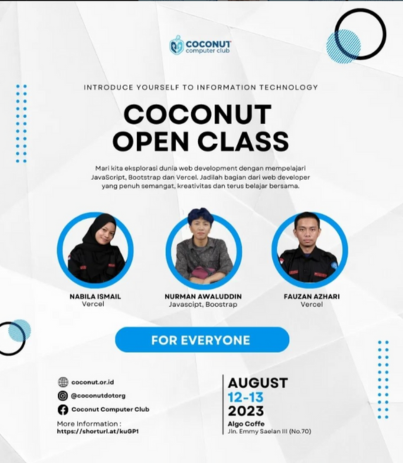 COCONUT
computer club
INTRODUCE YOURSELF TO INFORMATION TECHNOLOGY
COCONUT
OPEN CLASS
Mari kita eksplorasi dunia web development dengan mempelajari
JavaScript, Bootstrap dan Vercel. Jadilah bagian dari web developer
yang penuh semangat, kreativitas dan terus belajar bersama.
NABILA ISMAIL
Vercel
NURMAN AWALUDDIN
Javascipt, Boostrap
FAUZAN AZHARI
Vercel
FOR EVERYONE
coconut.or.id
@coconutdotorg
Coconut Computer Club
More Information :
https://shorturl.at/kuGP1
AUGUST
12-13
2023
Algo Coffe
Jln. Emmy Saelan III (No.70)